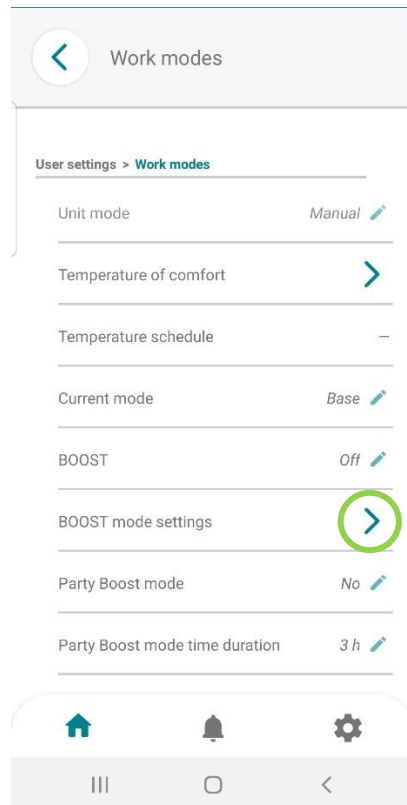 Work modes
User settings > Work modes
Unit mode Manual
Temperature of comfort
Temperature schedule –
Current mode Base
BOOST Off
BOOST mode settings
Party Boost mode No
Party Boost mode time duration 3 h